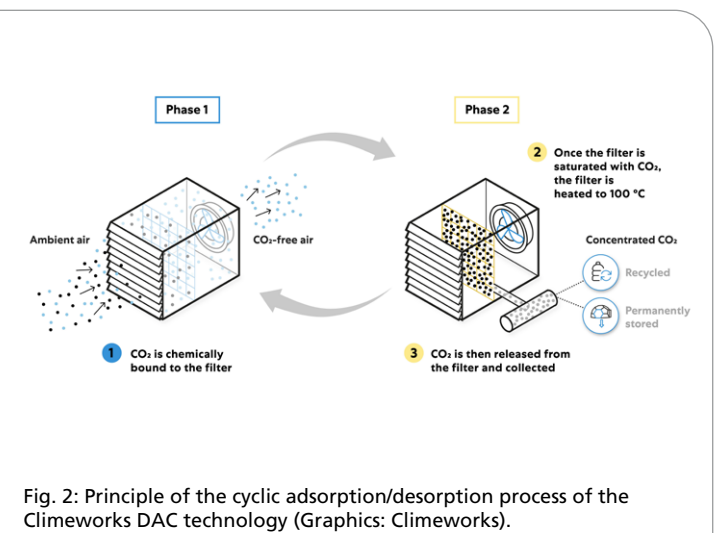 Phase 1
Phase 2
2 Once the filter is
saturated with CO₂,
the filter is
heated to 100 °C
Ambient air
CO₂-free air
Concentrated CO₂
Recycled
Permanently
stored
1 CO₂ is chemically
bound to the filter
3 CO₂ is then released from
the filter and collected
Fig. 2: Principle of the cyclic adsorption/desorption process of the
Climeworks DAC technology (Graphics: Climeworks).